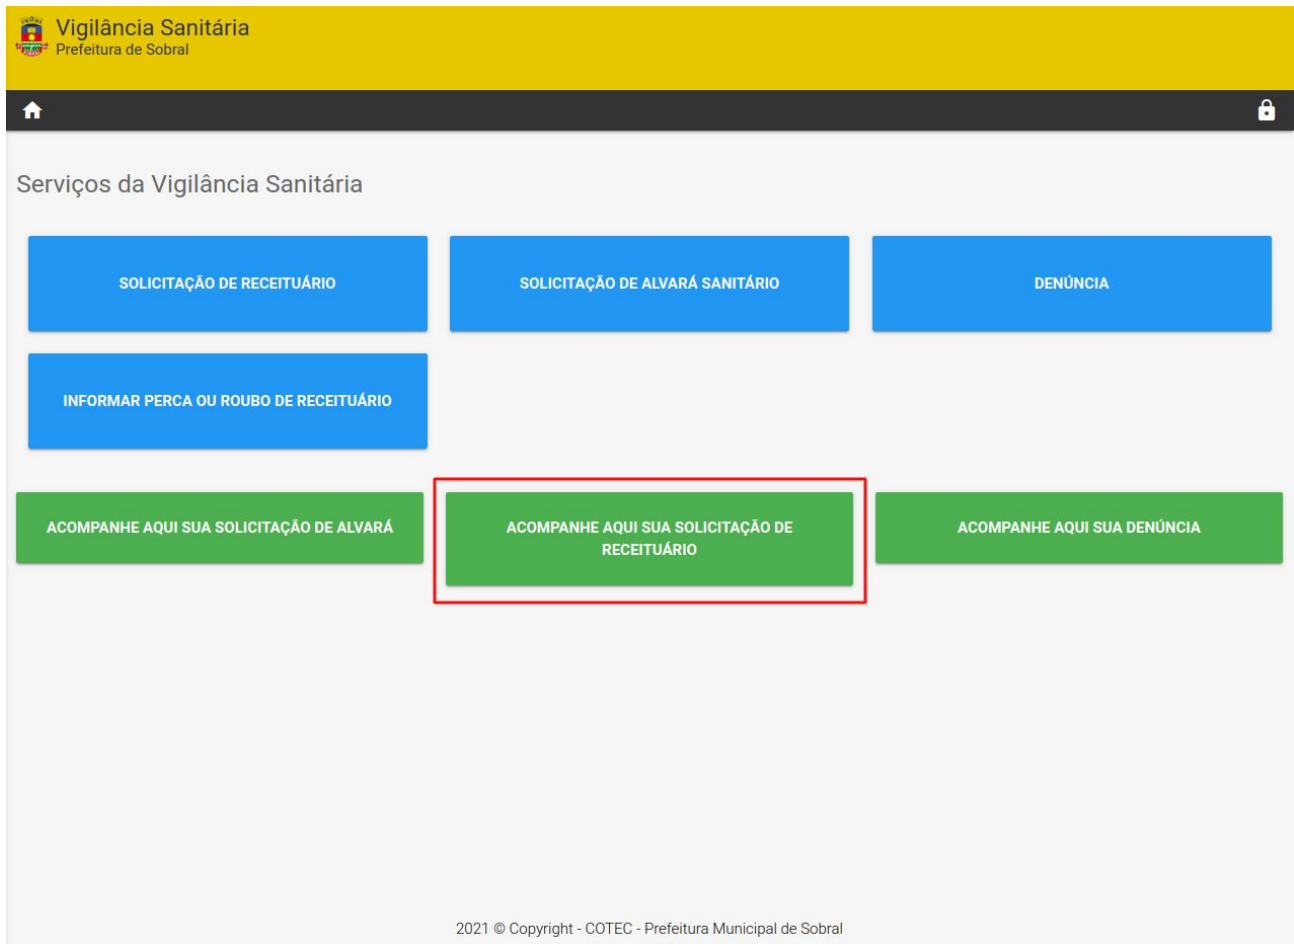 Vigilância Sanitária
Prefeitura de Sobral
Serviços da Vigilância Sanitária
SOLICITAÇÃO DE RECEITUÁRIO
SOLICITAÇÃO DE ALVARÁ SANITÁRIO
DENÚNCIA
INFORMAR PERCA OU ROUBO DE RECEITUÁRIO
ACOMPANHE AQUI SUA SOLICITAÇÃO DE ALVARÁ
ACOMPANHE AQUI SUA SOLICITAÇÃO DE
RECEITUÁRIO
ACOMPANHE AQUI SUA DENÚNCIA
2021 © Copyright - COTEC - Prefeitura Municipal de Sobral